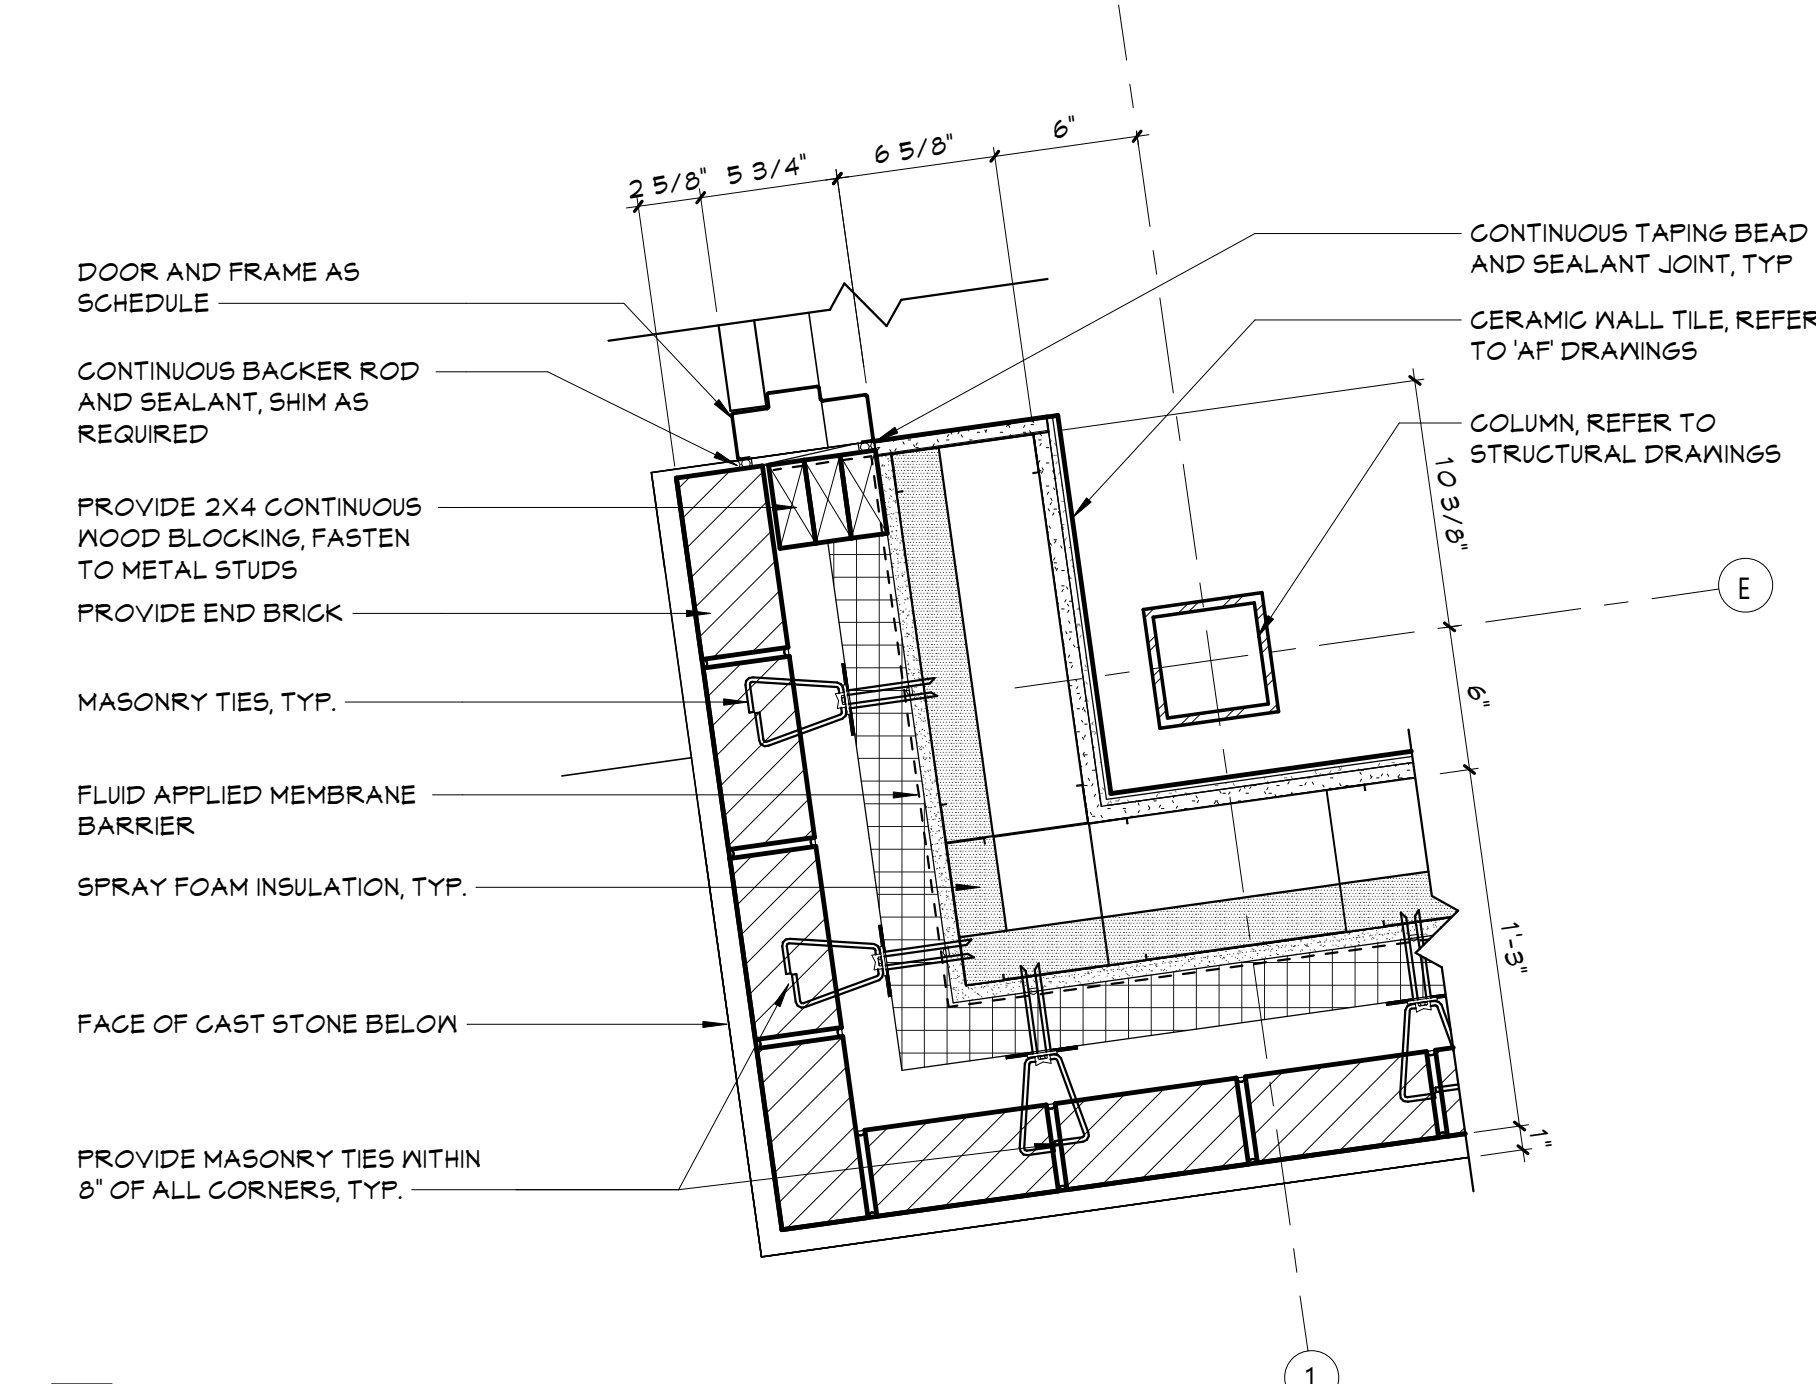 2 5/8"
5 3/4"
6 5/8"
6"
DOOR AND FRAME AS
SCHEDULE
CONTINUOUS BACKER ROD
AND SEALANT, SHIM AS
REQUIRED
PROVIDE 2X4 CONTINUOUS
WOOD BLOCKING, FASTEN
TO METAL STUDS
PROVIDE END BRICK
MASONRY TIES, TYP.
FLUID APPLIED MEMBRANE
BARRIER
SPRAY FOAM INSULATION, TYP.
FACE OF CAST STONE BELOW
PROVIDE MASONRY TIES WITHIN
8" OF ALL CORNERS, TYP.
CONTINUOUS TAPING BEAD
AND SEALANT JOINT, TYP
CERAMIC WALL TILE, REFER
TO 'AF' DRAWINGS
COLUMN, REFER TO
STRUCTURAL DRAWINGS
10 3/8"
E
6"
1'-3"
1"
1